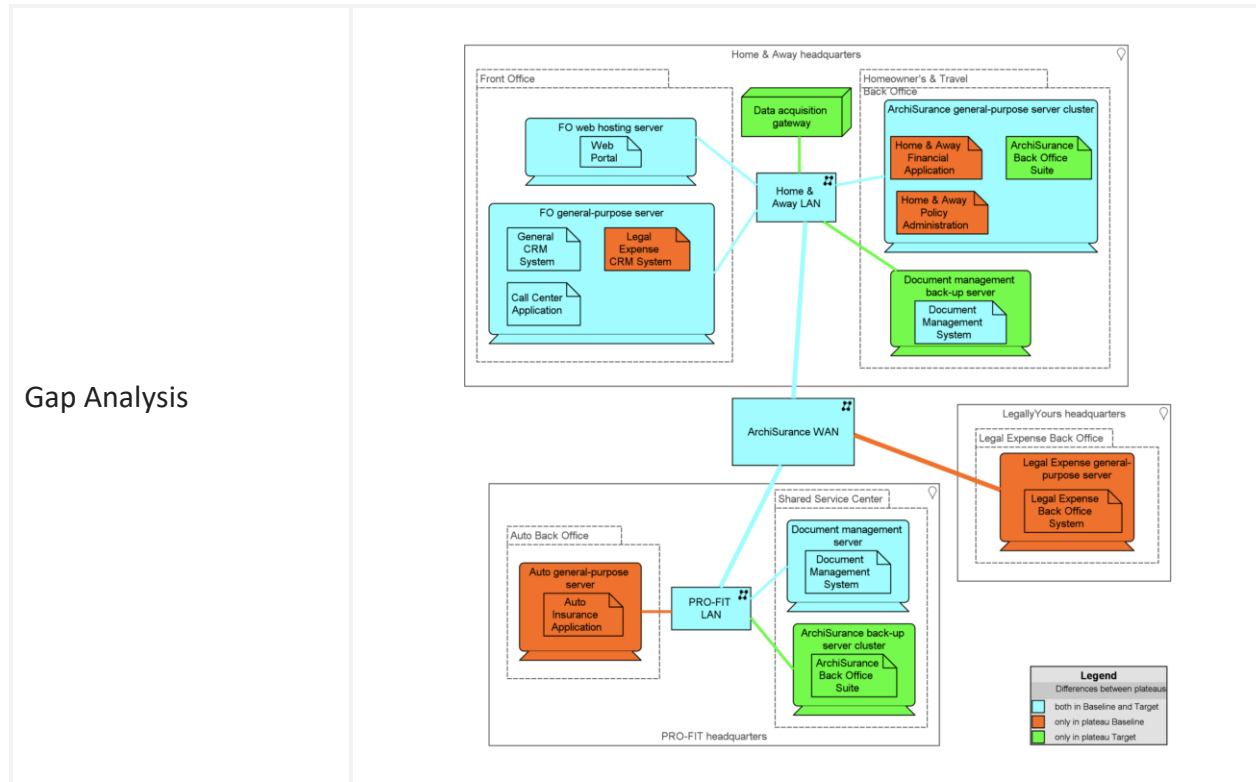 Gap Analysis
Home & Away headquarters
Front Office
FO web hosting server
Web
Portal
FO general-purpose server
General
CRM
System
Legal
Expense
CRM System
Call Center
Application
Data acquisition
gateway
Home &
Away LAN
Homeowner's & Travel
Back Office
ArchiSurance general-purpose server cluster
Home & Away
Financial
Application
ArchiSurance
Back Office
Suite
Home & Away
Policy
Administration
Document management
back-up server
Document
Management
System
ArchiSurance WAN
LegallyYours headquarters
Legal Expense Back Office
Legal Expense general-
purpose server
Legal Expense
Back Office
System
Auto Back Office
Auto general-purpose
server
Auto
Insurance
Application
PRO-FIT
LAN
Shared Service Center
Document management
server
Document
Management
System
ArchiSurance back-up
server cluster
ArchiSurance
Back Office
Suite
PRO-FIT headquarters
Legend
Differences between plateaus
both in Baseline and Target
only in plateau Baseline
only in plateau Target